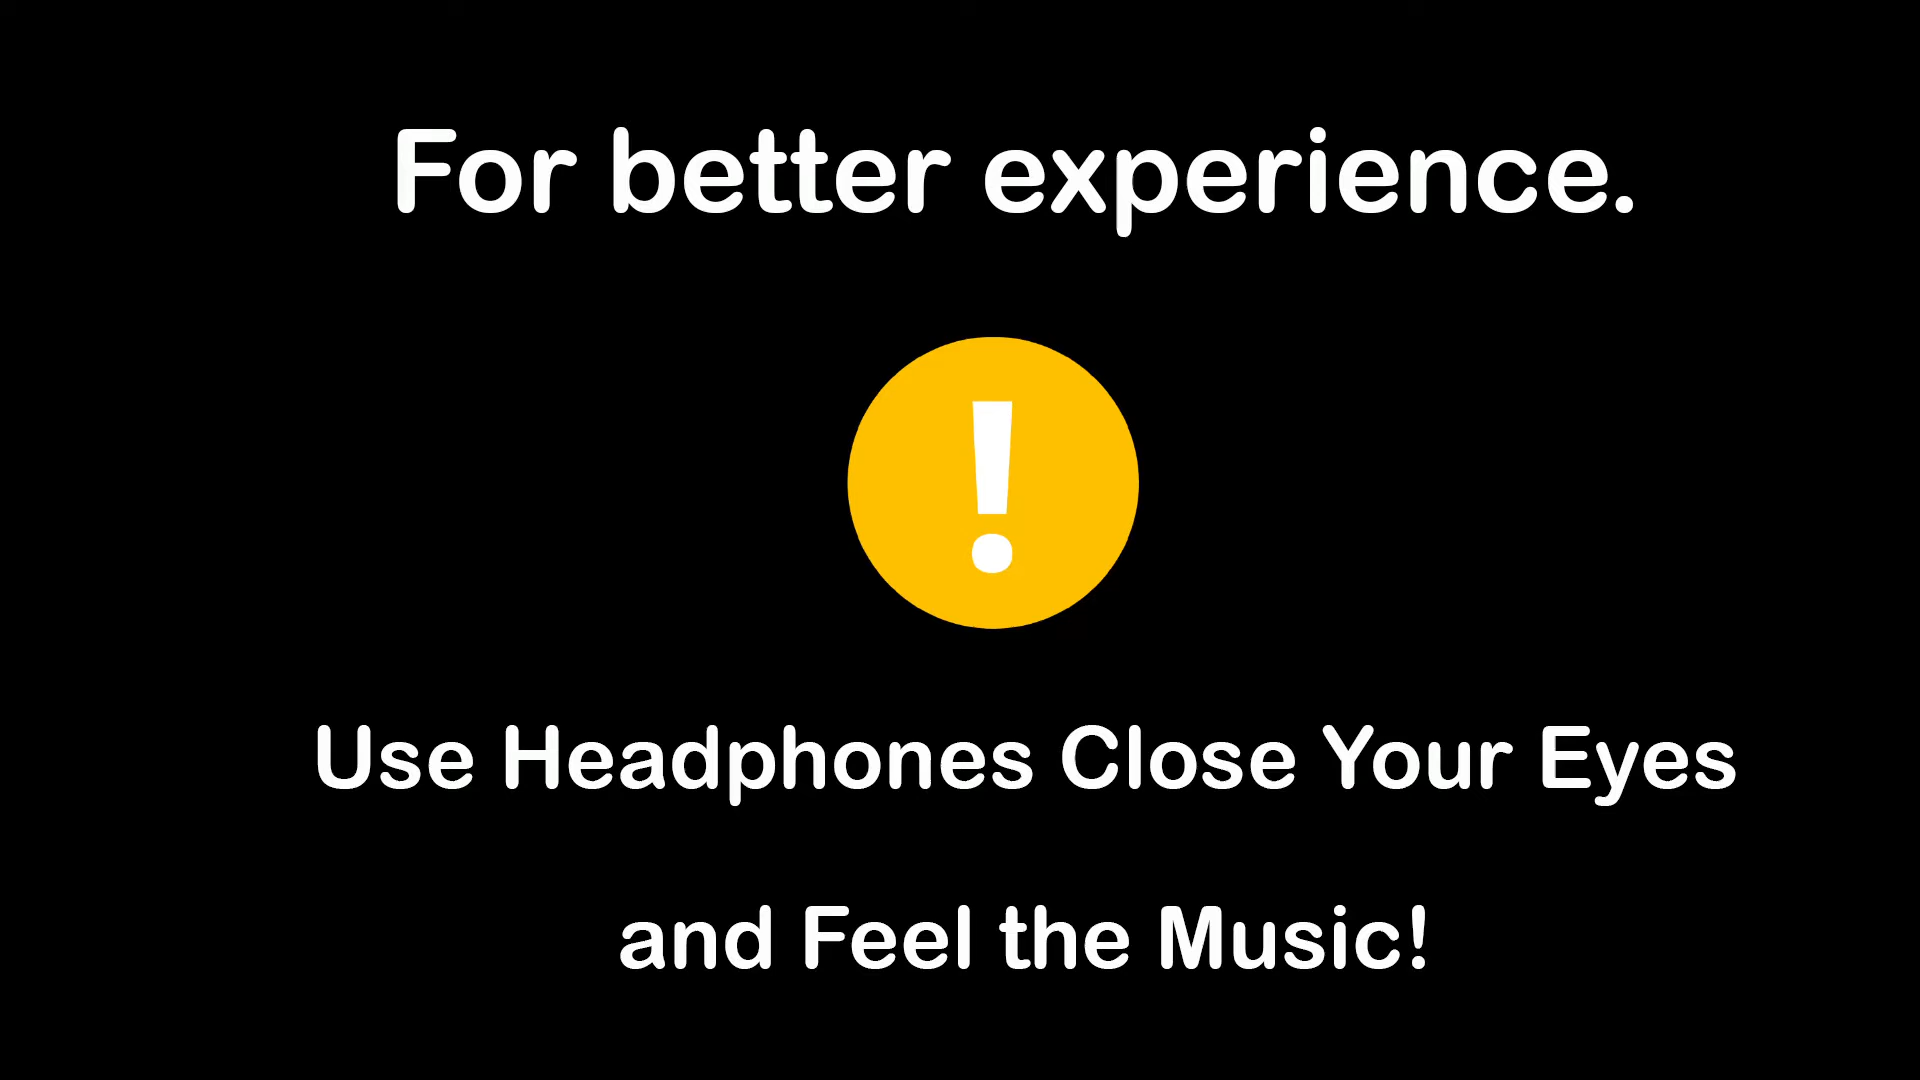 For better experience.
!
Use Headphones Close Your Eyes
and Feel the Music!